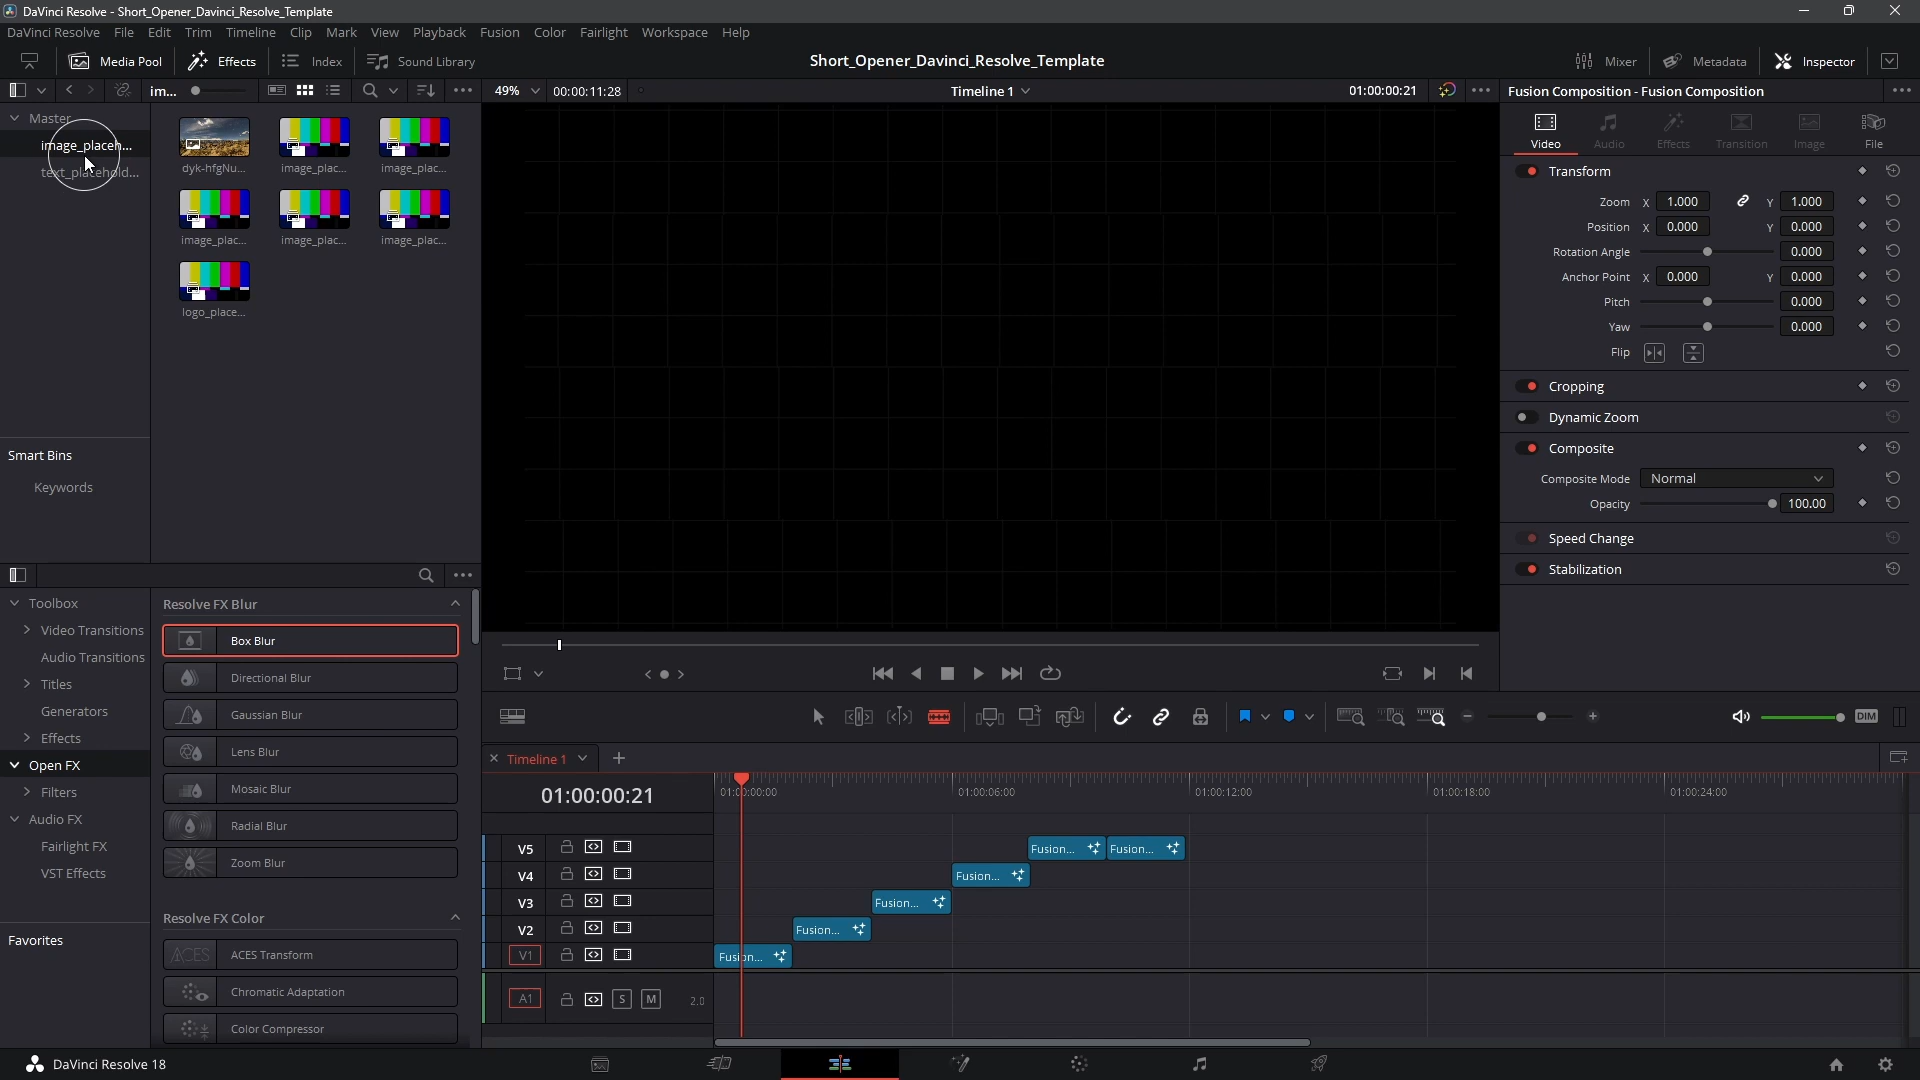 DaVinci Resolve - Short_Opener_Davinci_Resolve_Template
DaVinci Resolve File Edit Trim Timeline Clip Mark View Playback Fusion Color Fairlight Workspace Help
Media Pool Effects Index Sound Library
Short_Opener_Davinci_Resolve_Template
Mixer Metadata Inspector
im...
49% 00:00:11:28
Timeline 1
01:00:00:21
Fusion Composition - Fusion Composition
Master
image_placeh...
text_placehold...
dyk-hfgNu... image_plac... image_plac...
image_plac... image_plac... image_plac...
logo_place...
Smart Bins
Keywords
Video Audio Effects Transition Image File
Transform
Zoom X 1.000 Y 1.000
Position X 0.000 Y 0.000
Rotation Angle 0.000
Anchor Point X 0.000 Y 0.000
Pitch 0.000
Yaw 0.000
Flip
Cropping
Dynamic Zoom
Composite
Composite Mode Normal
Opacity 100.00
Speed Change
Stabilization
Toolbox
Video Transitions
Audio Transitions
Titles
Generators
Effects
Open FX
Filters
Audio FX
Fairlight FX
VST Effects
Favorites
Resolve FX Blur
Box Blur
Directional Blur
Gaussian Blur
Lens Blur
Mosaic Blur
Radial Blur
Zoom Blur
Resolve FX Color
ACES ACES Transform
Chromatic Adaptation
Color Compressor
DIM
Timeline 1
01:00:00:21
01:00:00:00 01:00:06:00 01:00:12:00 01:00:18:00 01:00:24:00
V5 Fusion... Fusion...
V4 Fusion...
V3 Fusion...
V2 Fusion...
V1 Fusion...
A1 S M 2.0
DaVinci Resolve 18